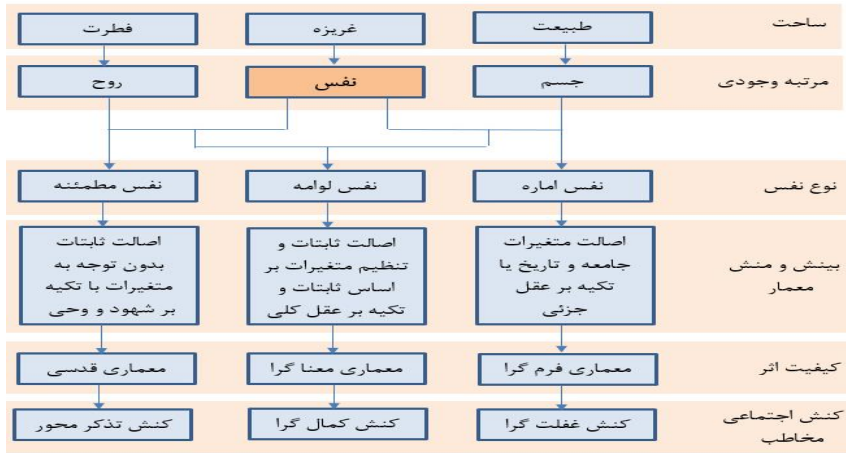 ساحت
طبیعت
غریزه
فطرت
مرتبه وجودی
جسم
نفس
روح
نوع نفس
نفس اماره
نفس لوامه
نفس مطمئنه
بینش و منش
معمار
اصالت متغیرات
جامعه و تاریخ یا
تکیه بر عقل
جزئی
اصالت ثابتات و
تنظیم متغیرات بر
اساس ثابتات و
تکیه بر عقل کلی
اصالت ثابتات
بدون توجه به
متغیرات با تکیه
بر شهود و وحی
کیفیت اثر
معماری فرم گرا
معماری معنا گرا
معماری قدسی
کنش اجتماعی
مخاطب
کنش غفلت گرا
کنش کمال گرا
کنش تذکر محور